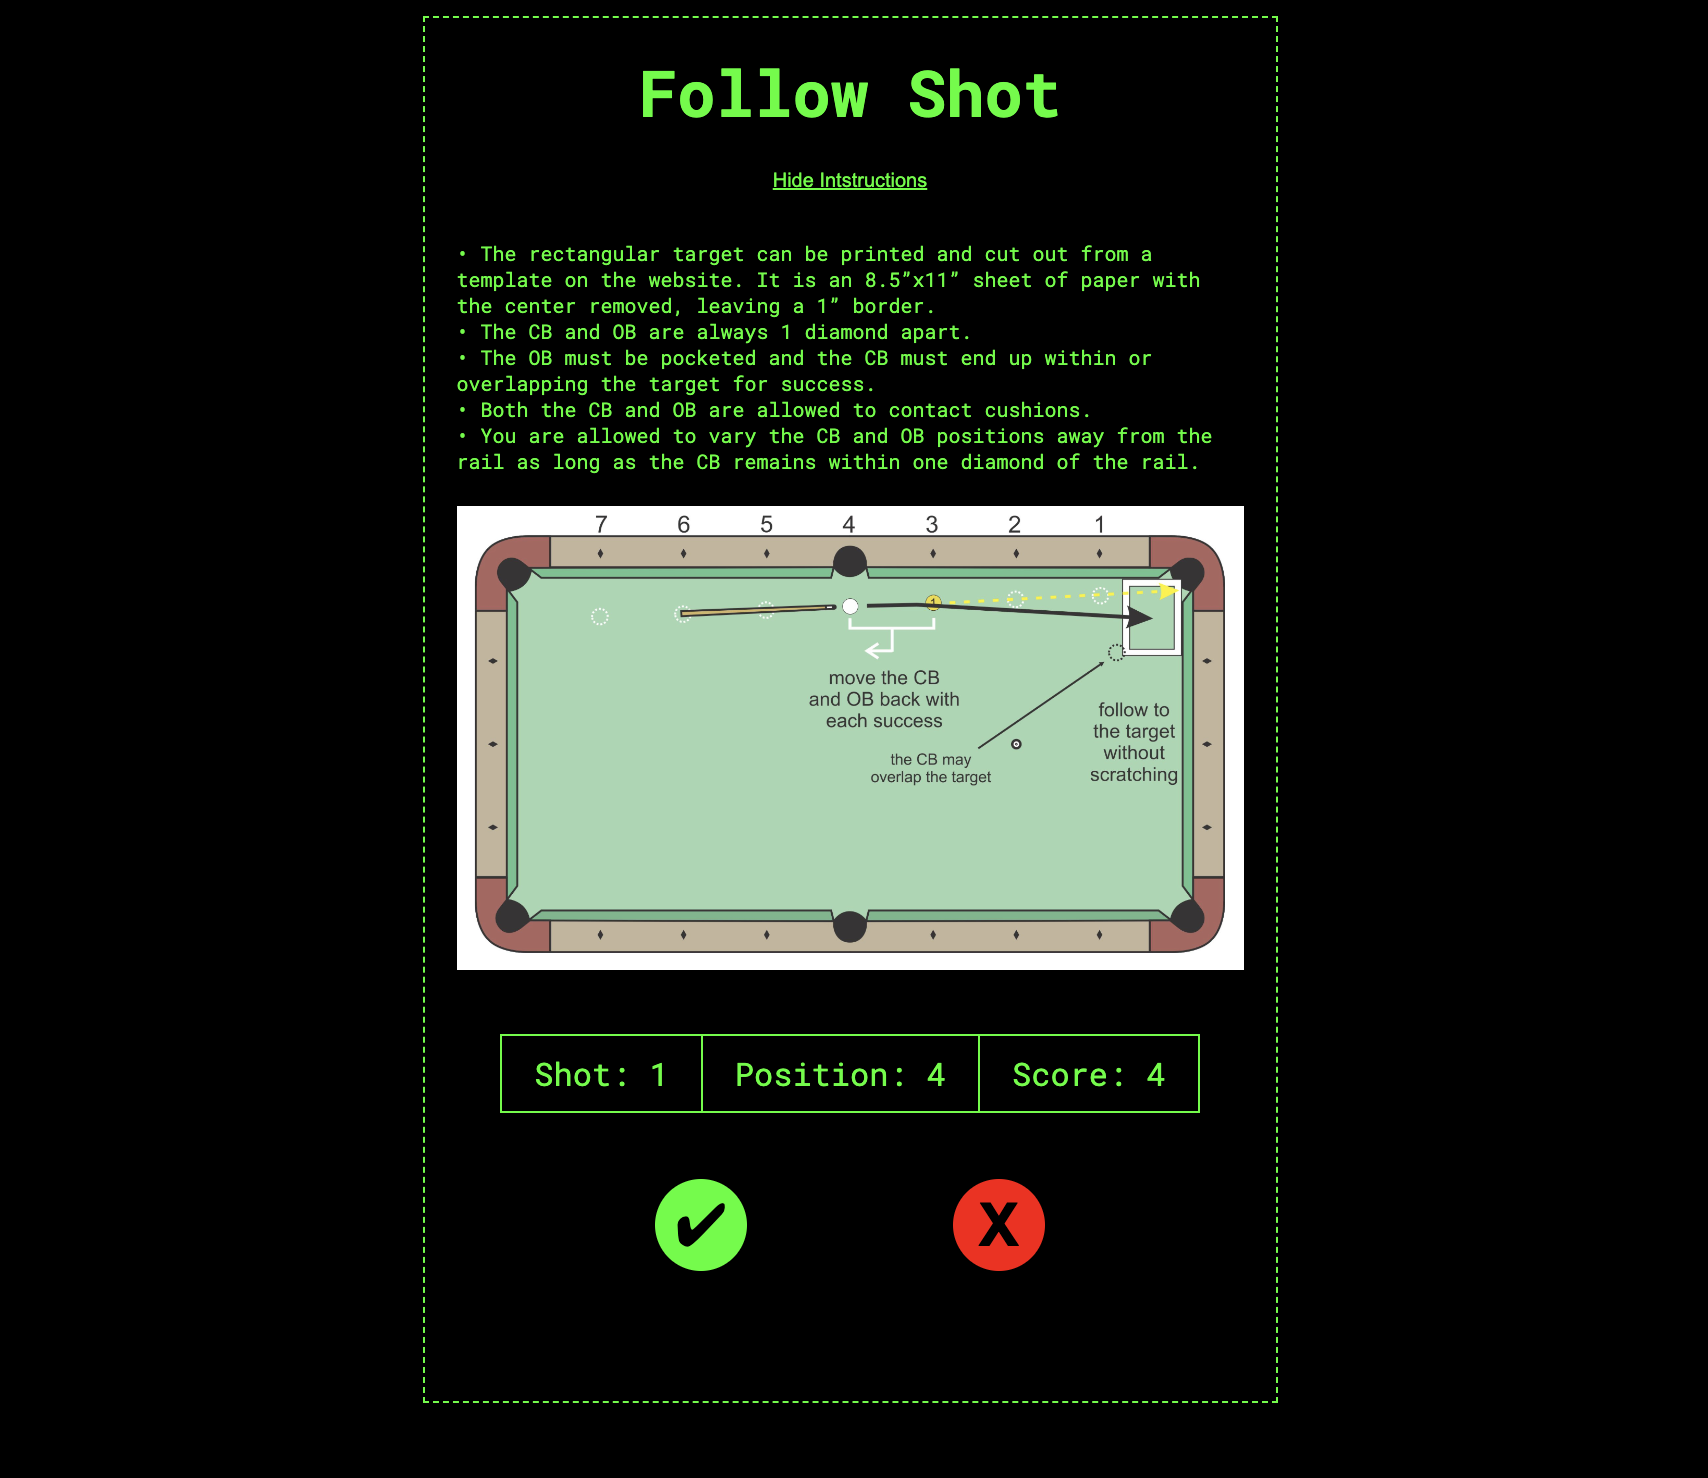 Follow Shot
Hide Intstructions
• The rectangular target can be printed and cut out from a
template on the website. It is an 8.5”x11” sheet of paper with
the center removed, leaving a 1” border.
• The CB and OB are always 1 diamond apart.
• The OB must be pocketed and the CB must end up within or
overlapping the target for success.
• Both the CB and OB are allowed to contact cushions.
• You are allowed to vary the CB and OB positions away from the
rail as long as the CB remains within one diamond of the rail.
7 6 5 4 3 2 1
1
move the CB
and OB back with
each success
the CB may
overlap the target
follow to
the target
without
scratching
Shot: 1
Position: 4
Score: 4
✔ X